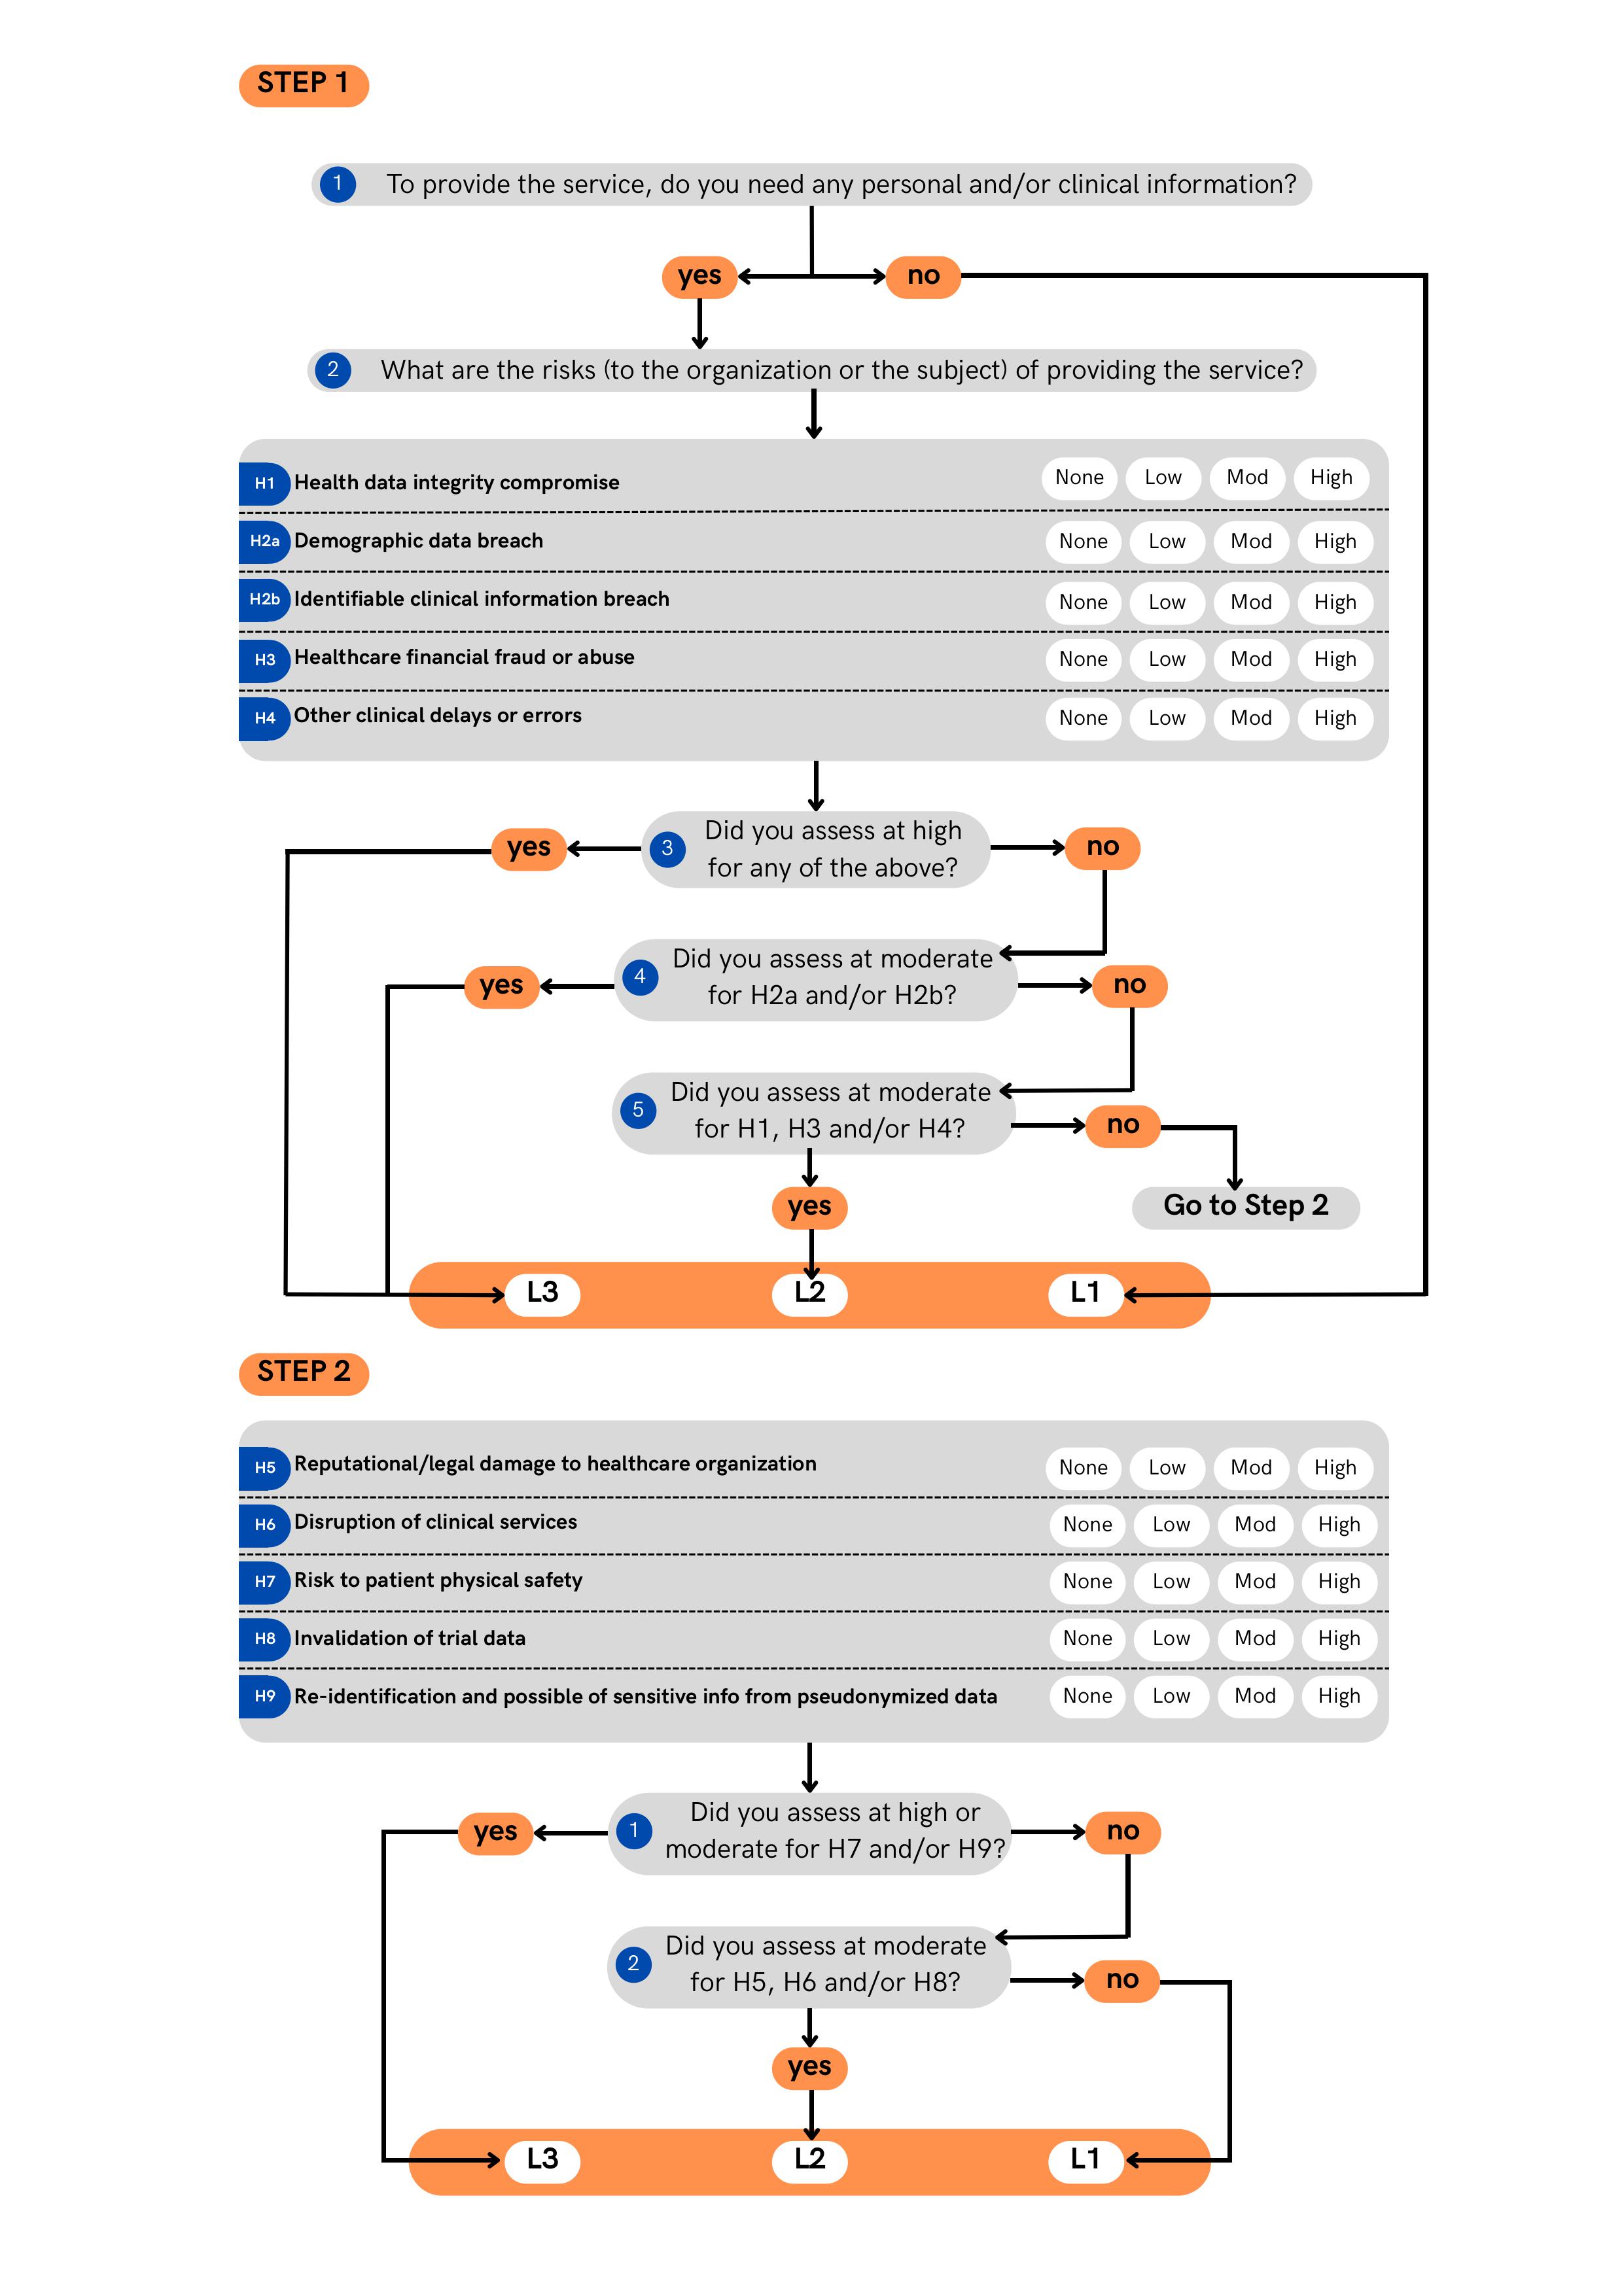 STEP 1
1 To provide the service, do you need any personal and/or clinical information?
yes no
2 What are the risks (to the organization or the subject) of providing the service?
H1 Health data integrity compromise None Low Mod High
H2a Demographic data breach None Low Mod High
H2b Identifiable clinical information breach None Low Mod High
H3 Healthcare financial fraud or abuse None Low Mod High
H4 Other clinical delays or errors None Low Mod High
3 Did you assess at high
for any of the above?
yes no
4 Did you assess at moderate
for H2a and/or H2b?
yes no
5 Did you assess at moderate
for H1, H3 and/or H4?
no
yes
Go to Step 2
L3 L2 L1
STEP 2
H5 Reputational/legal damage to healthcare organization None Low Mod High
H6 Disruption of clinical services None Low Mod High
H7 Risk to patient physical safety None Low Mod High
H8 Invalidation of trial data None Low Mod High
H9 Re-identification and possible of sensitive info from pseudonymized data None Low Mod High
1 Did you assess at high or
moderate for H7 and/or H9?
yes no
2 Did you assess at moderate
for H5, H6 and/or H8?
no
yes
L3 L2 L1